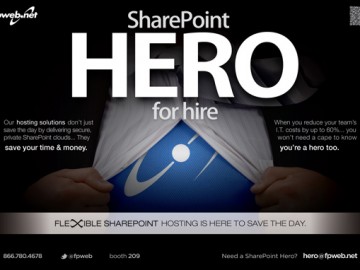 fpweb.net
SharePoint
HERO
for hire
Our hosting solutions don't just
save the day by delivering secure,
private SharePoint clouds... They
save your time & money.
When you reduce your team's
I.T. costs by up to 60%... you
won't need a cape to know
you're a hero too.
FLEXIBLE SHAREPOINT HOSTING IS HERE TO SAVE THE DAY.
866.780.4678
@fpweb
booth 209
Need a SharePoint Hero?
hero@fpweb.net